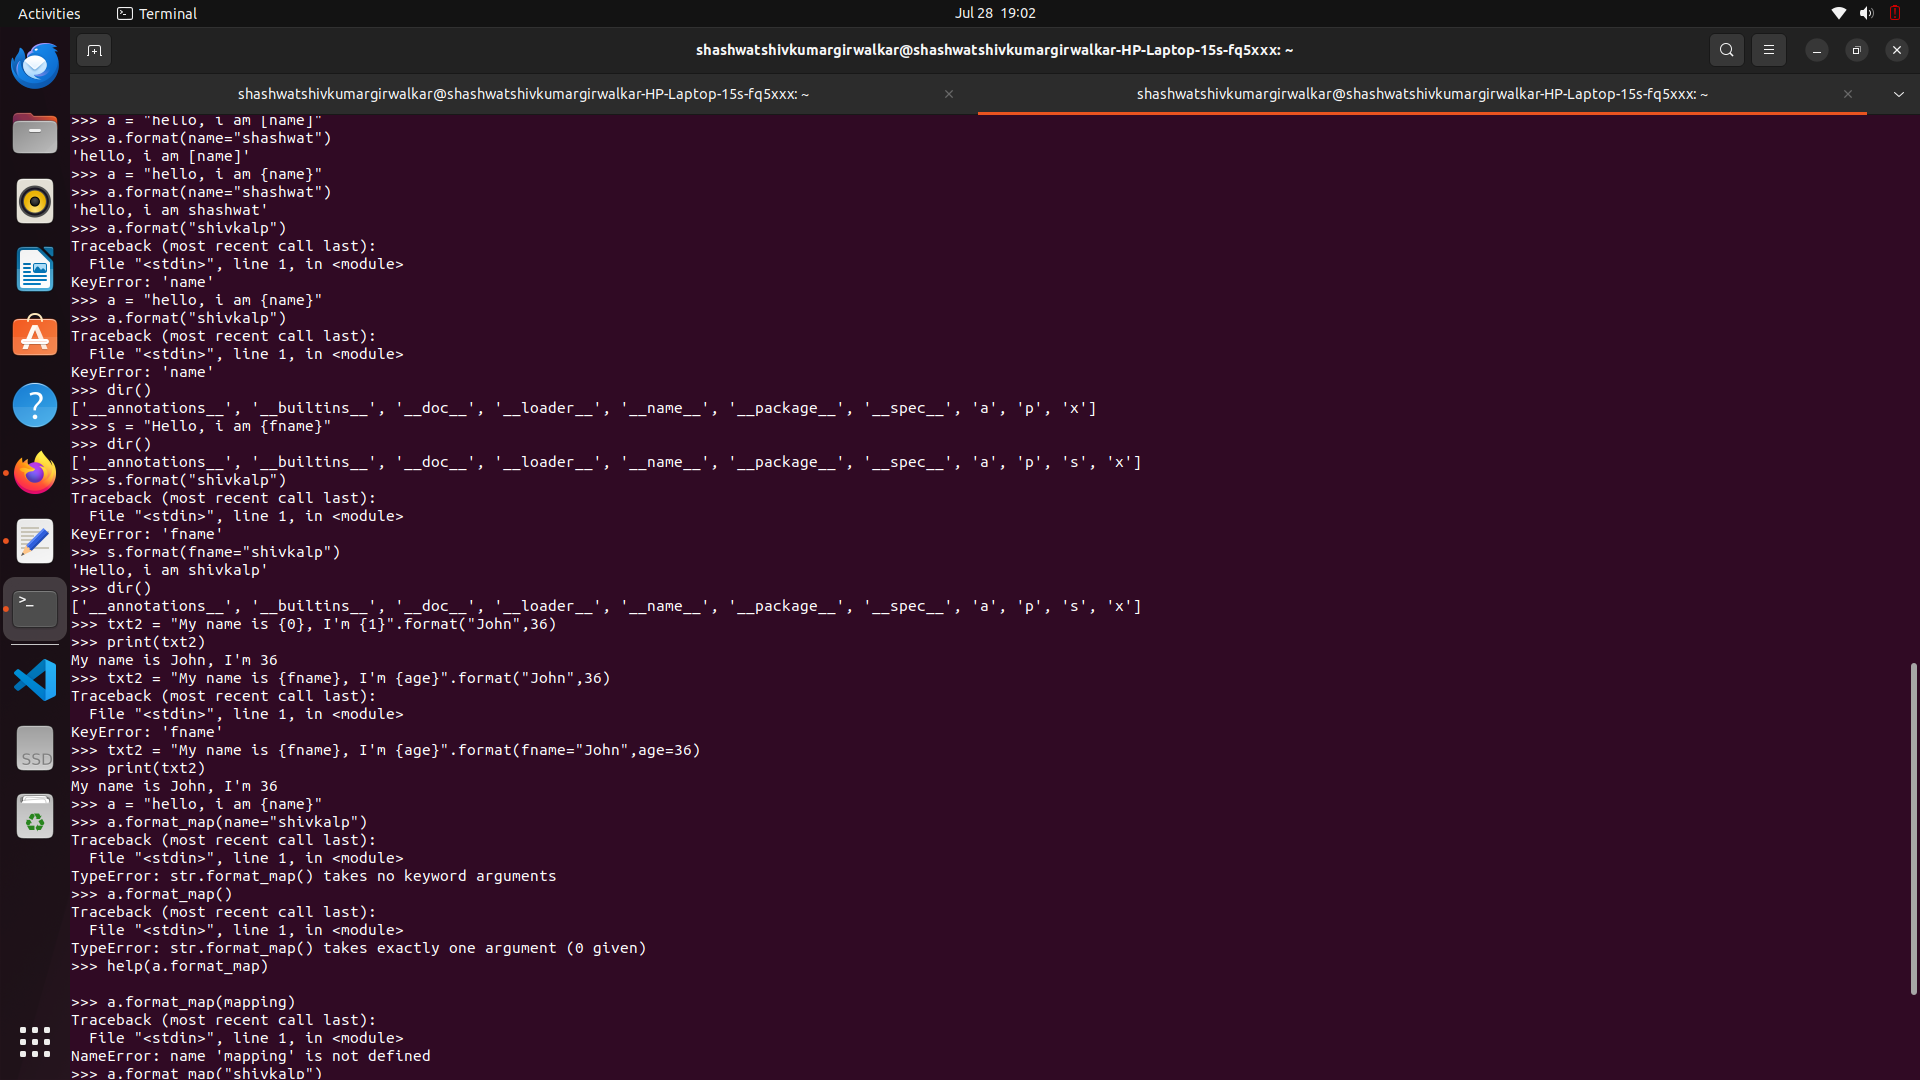 Activities
Terminal
Jul 28 19:02
shashwatshivkumargirwalkar@shashwatshivkumargirwalkar-HP-Laptop-15s-fq5xxx: ~
shashwatshivkumargirwalkar@shashwatshivkumargirwalkar-HP-Laptop-15s-fq5xxx: ~
shashwatshivkumargirwalkar@shashwatshivkumargirwalkar-HP-Laptop-15s-fq5xxx: ~
>>> a = "hello, i am [name]"
>>> a.format(name="shashwat")
'hello, i am [name]'
>>> a = "hello, i am {name}"
>>> a.format(name="shashwat")
'hello, i am shashwat'
>>> a.format("shivkalp")
Traceback (most recent call last):
  File "<stdin>", line 1, in <module>
KeyError: 'name'
>>> a = "hello, i am {name}"
>>> a.format("shivkalp")
Traceback (most recent call last):
  File "<stdin>", line 1, in <module>
KeyError: 'name'
>>> dir()
['__annotations__', '__builtins__', '__doc__', '__loader__', '__name__', '__package__', '__spec__', 'a', 'p', 'x']
>>> s = "Hello, i am {fname}"
>>> dir()
['__annotations__', '__builtins__', '__doc__', '__loader__', '__name__', '__package__', '__spec__', 'a', 'p', 's', 'x']
>>> s.format("shivkalp")
Traceback (most recent call last):
  File "<stdin>", line 1, in <module>
KeyError: 'fname'
>>> s.format(fname="shivkalp")
'Hello, i am shivkalp'
>>> dir()
['__annotations__', '__builtins__', '__doc__', '__loader__', '__name__', '__package__', '__spec__', 'a', 'p', 's', 'x']
>>> txt2 = "My name is {0}, I'm {1}".format("John",36)
>>> print(txt2)
My name is John, I'm 36
>>> txt2 = "My name is {fname}, I'm {age}".format("John",36)
Traceback (most recent call last):
  File "<stdin>", line 1, in <module>
KeyError: 'fname'
>>> txt2 = "My name is {fname}, I'm {age}".format(fname="John",age=36)
>>> print(txt2)
My name is John, I'm 36
>>> a = "hello, i am {name}"
>>> a.format_map(name="shivkalp")
Traceback (most recent call last):
  File "<stdin>", line 1, in <module>
TypeError: str.format_map() takes no keyword arguments
>>> a.format_map()
Traceback (most recent call last):
  File "<stdin>", line 1, in <module>
TypeError: str.format_map() takes exactly one argument (0 given)
>>> help(a.format_map)
>>> a.format_map(mapping)
Traceback (most recent call last):
  File "<stdin>", line 1, in <module>
NameError: name 'mapping' is not defined
>>> a.format_map("shivkalp")
SSD